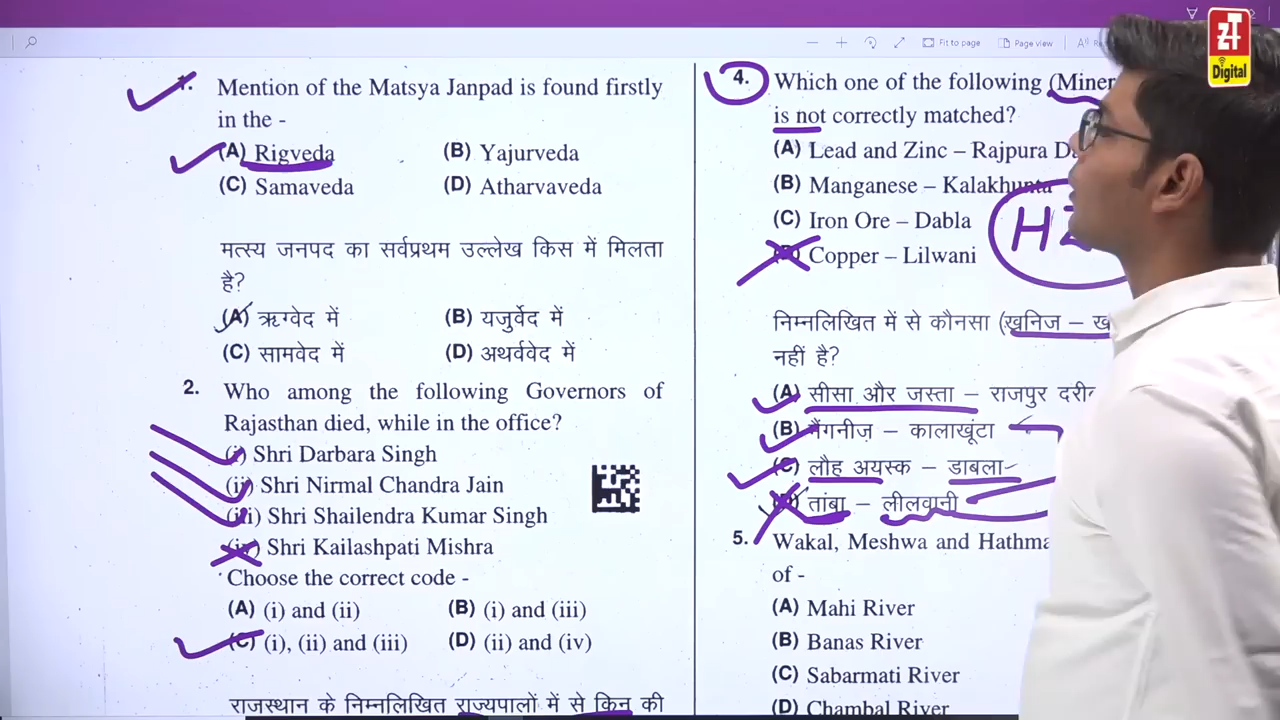 Fit to page
Page view
ZT
Digital
1. Mention of the Matsya Janpad is found firstly
in the -
(A) Rigveda (B) Yajurveda
(C) Samaveda (D) Atharvaveda
मत्स्य जनपद का सर्वप्रथम उल्लेख किस में मिलता
है?
(A) ऋग्वेद में (B) यजुर्वेद में
(C) सामवेद में (D) अथर्ववेद में
2. Who among the following Governors of
Rajasthan died, while in the office?
(i) Shri Darbara Singh
(ii) Shri Nirmal Chandra Jain
(iii) Shri Shailendra Kumar Singh
(iv) Shri Kailashpati Mishra
Choose the correct code -
(A) (i) and (ii) (B) (i) and (iii)
(C) (i), (ii) and (iii) (D) (ii) and (iv)
राजस्थान के निम्नलिखित राज्यपालों में से किन की
4. Which one of the following
is not correctly matched?
(A) Lead and Zinc – Rajpura
(B) Manganese – Kalakhunta
(C) Iron Ore – Dabla
(D) Copper – Lilwani
HZ
निम्नलिखित में से कौनसा (खनिज –
नहीं है?
(A) सीसा और जस्ता – राजपुर
(B) मैंगनीज़ – कालाखूंटा
(C) लौह अयस्क – डाबला
(D) तांबा – लीलवानी
5. Wakal, Meshwa and
of -
(A) Mahi River
(B) Banas River
(C) Sabarmati River
(D) Chambal River